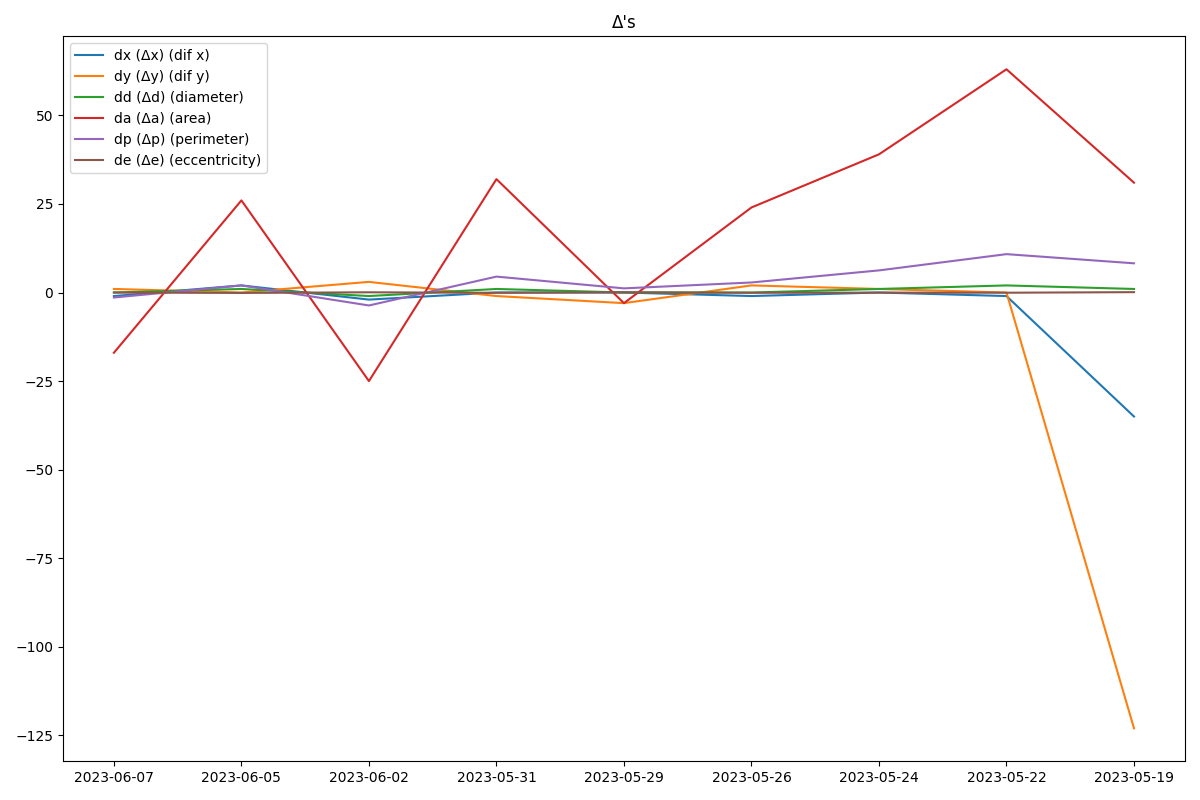 Δ's
dx (Δx) (dif x)
dy (Δy) (dif y)
dd (Δd) (diameter)
da (Δa) (area)
dp (Δp) (perimeter)
de (Δe) (eccentricity)
50
25
0
−25
−50
−75
−100
−125
2023-06-07 2023-06-05 2023-06-02 2023-05-31 2023-05-29 2023-05-26 2023-05-24 2023-05-22 2023-05-19